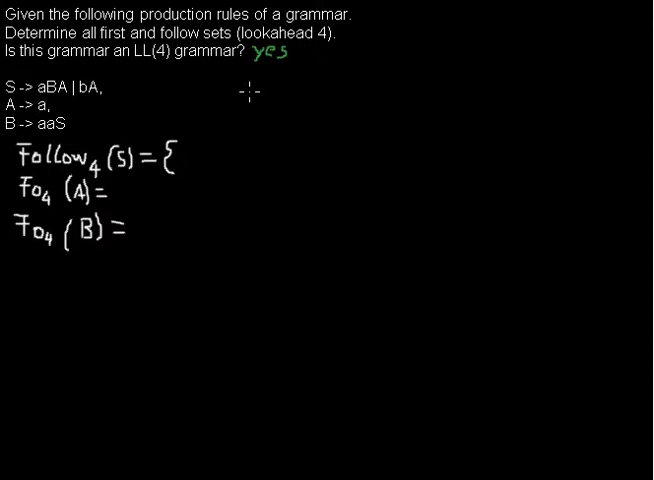 Given the following production rules of a grammar.
Determine all first and follow sets (lookahead 4).
Is this grammar an LL(4) grammar? yes
S -> aBA | bA,
A -> a,
B -> aaS
Follow₄ (S) = {
Fo₄ (A) =
Fo₄ (B) =